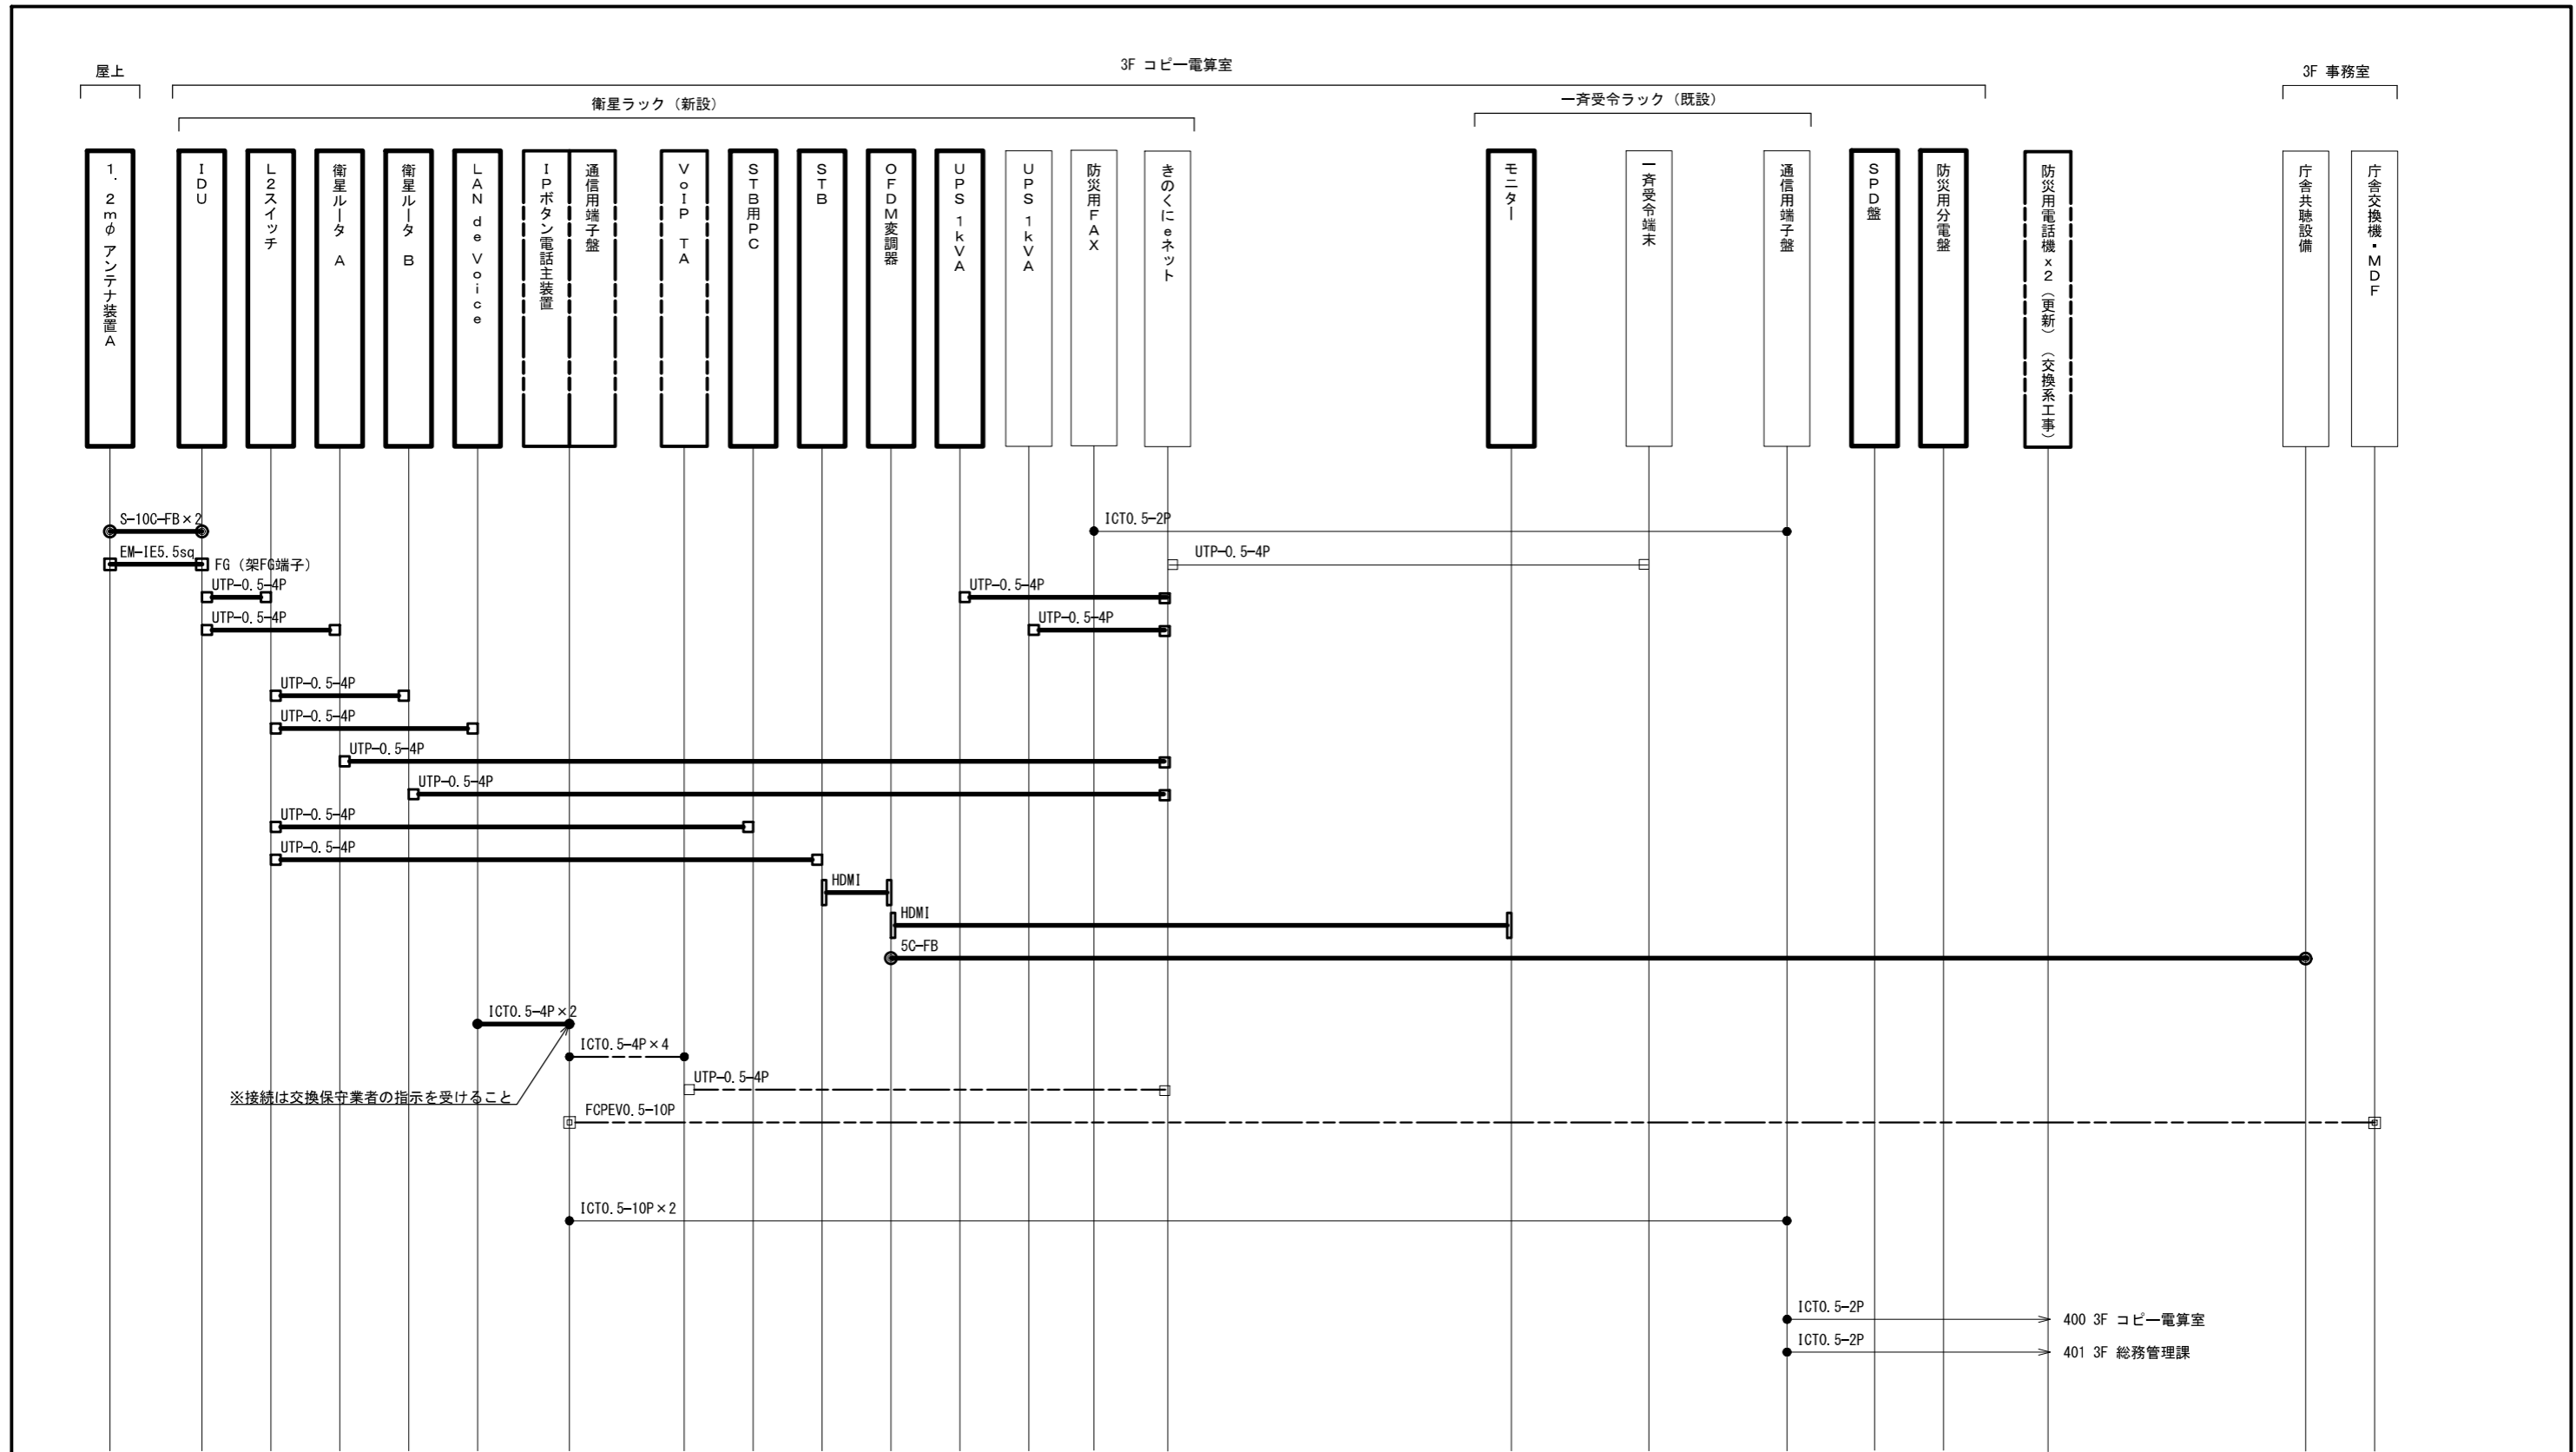 屋上
3F コピー電算室
3F 事務室
衛星ラック（新設）
一斉受令ラック（既設）
1．2mφ アンテナ装置A
IDU
L2スイッチ
衛星ルータ A
衛星ルータ B
LAN de Voice
IPボタン電話主装置
通信用端子盤
VoIP TA
STB用PC
STB
OFDM変調器
UPS 1kVA
UPS 1kVA
防災用FAX
きのくにeネット
モニター
一斉受令端末
通信用端子盤
SPD盤
防災用分電盤
防災用電話機x2（更新）（交換系工事）
庁舎共聴設備
庁舎交換機・MDF
S-10C-FB×2
ICT0.5-2P
EM-IE5.5sq
FG（架FG端子）
UTP-0.5-4P
UTP-0.5-4P
UTP-0.5-4P
UTP-0.5-4P
UTP-0.5-4P
UTP-0.5-4P
UTP-0.5-4P
UTP-0.5-4P
UTP-0.5-4P
UTP-0.5-4P
UTP-0.5-4P
HDMI
HDMI
5C-FB
ICT0.5-4P×2
ICT0.5-4P×4
UTP-0.5-4P
※接続は交換保守業者の指示を受けること
FCPEV0.5-10P
ICT0.5-10P×2
ICT0.5-2P
400 3F コピー電算室
ICT0.5-2P
401 3F 総務管理課